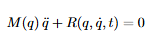 M(q) q̈ + R(q, q̇, t) = 0